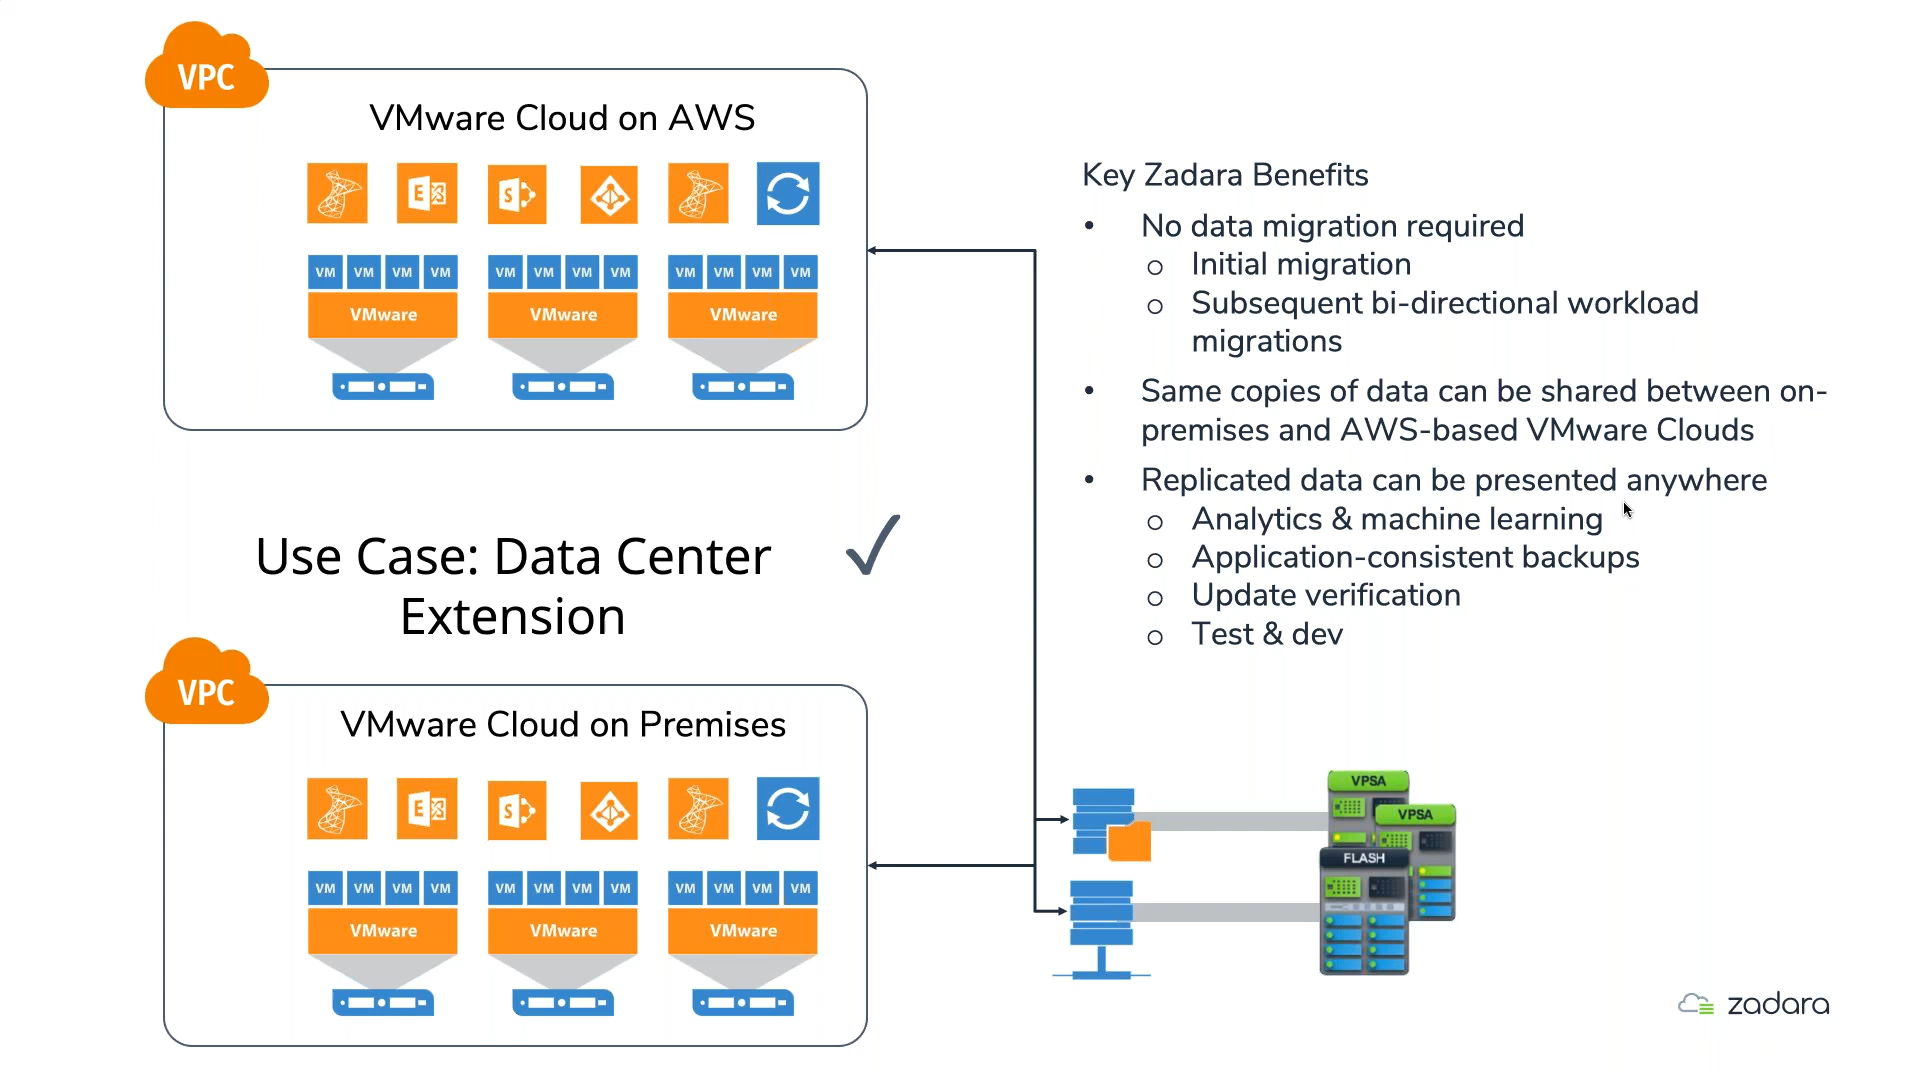 VPC
VMware Cloud on AWS
E S
VM VM VM VM VM VM VM VM VM VM VM VM
VMware VMware VMware
Use Case: Data Center
Extension
VPC
VMware Cloud on Premises
E S
VM VM VM VM VM VM VM VM VM VM VM VM
VMware VMware VMware
Key Zadara Benefits
• No data migration required
o Initial migration
o Subsequent bi-directional workload
migrations
• Same copies of data can be shared between on-
premises and AWS-based VMware Clouds
• Replicated data can be presented anywhere
o Analytics & machine learning
o Application-consistent backups
o Update verification
o Test & dev
VPSA
VPSA
FLASH
zadara